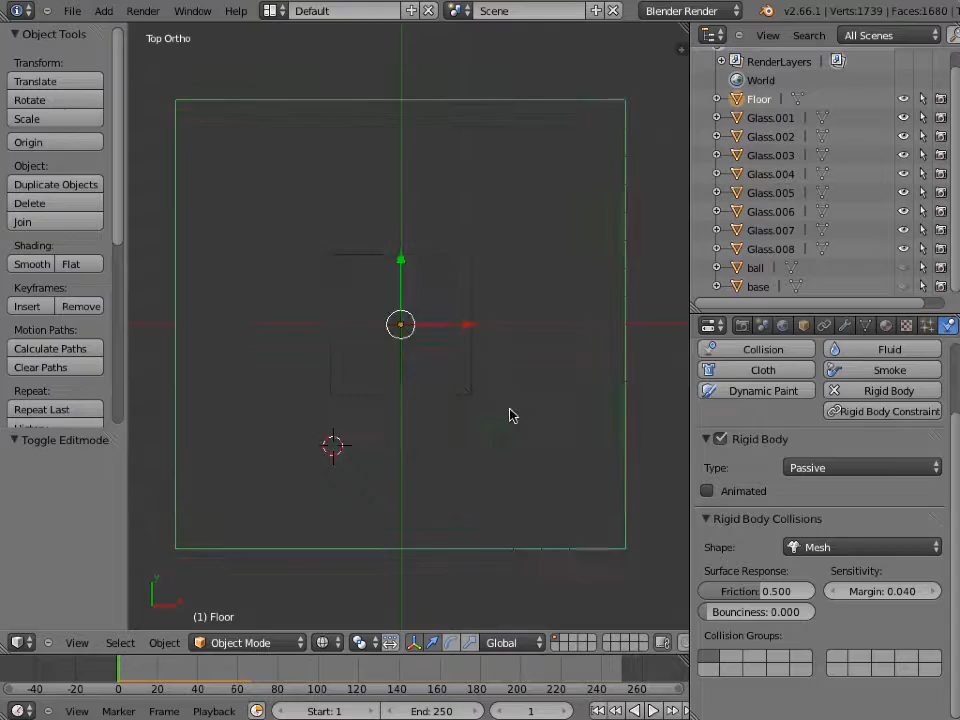 File Add Render Window Help Default Scene Blender Render v2.66.1 | Verts:1739 | Faces:1680 |
Object Tools
Transform:
Translate
Rotate
Scale
Origin
Object:
Duplicate Objects
Delete
Join
Shading:
Smooth Flat
Keyframes:
Insert Remove
Motion Paths:
Calculate Paths
Clear Paths
Repeat:
Repeat Last
History...
Toggle Editmode
Top Ortho
Y
X
(1) Floor
View Search All Scenes
RenderLayers
World
Floor
Glass.001
Glass.002
Glass.003
Glass.004
Glass.005
Glass.006
Glass.007
Glass.008
ball
base
Collision Fluid
Cloth Smoke
Dynamic Paint Rigid Body
Rigid Body Constraint
Rigid Body
Type: Passive
Animated
Rigid Body Collisions
Shape: Mesh
Surface Response: Sensitivity:
Friction: 0.500 Margin: 0.040
Bounciness: 0.000
Collision Groups:
View Select Object Object Mode Global
-40 -20 0 20 40 60 80 100 120 140 160 180 200 220 240 260
View Marker Frame Playback Start: 1 End: 250 1